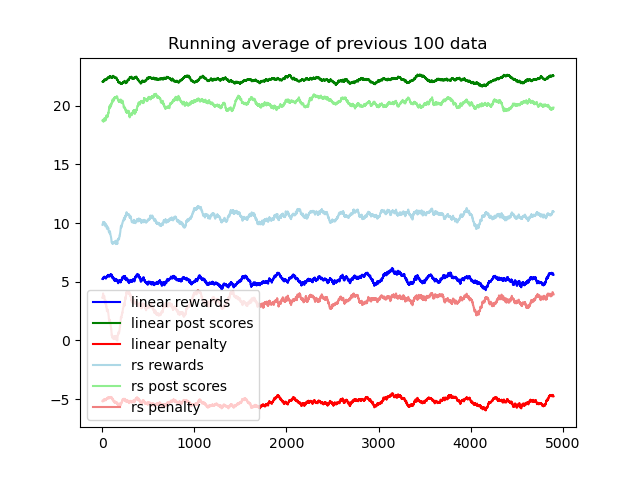 Running average of previous 100 data
20
15
10
5
0
−5
linear rewards
linear post scores
linear penalty
rs rewards
rs post scores
rs penalty
0 1000 2000 3000 4000 5000